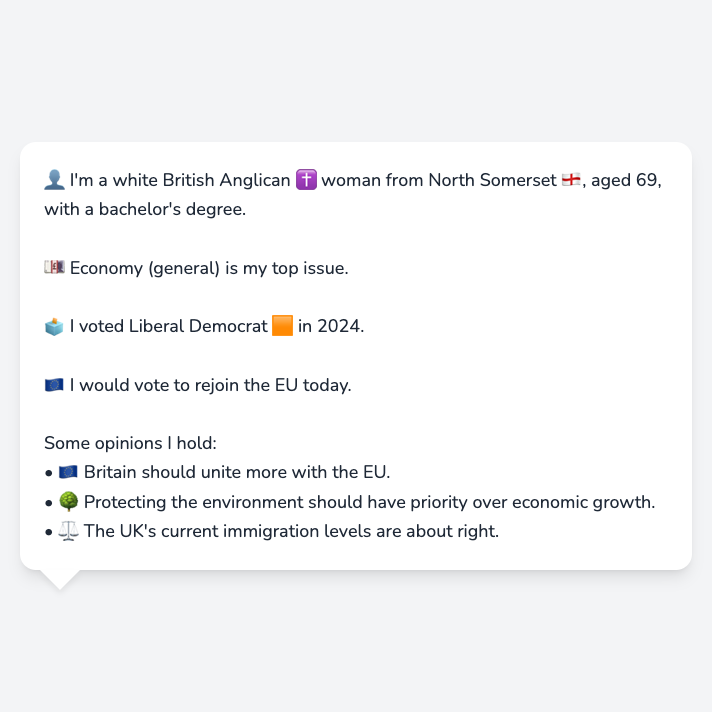 👤 I'm a white British Anglican ✝️ woman from North Somerset 🏴󠁧󠁢󠁥󠁮󠁧󠁿, aged 69,
with a bachelor's degree.
💷 Economy (general) is my top issue.
🗳️ I voted Liberal Democrat 🟧 in 2024.
🇪🇺 I would vote to rejoin the EU today.
Some opinions I hold:
• 🇪🇺 Britain should unite more with the EU.
• 🌳 Protecting the environment should have priority over economic growth.
• ⚖️ The UK's current immigration levels are about right.